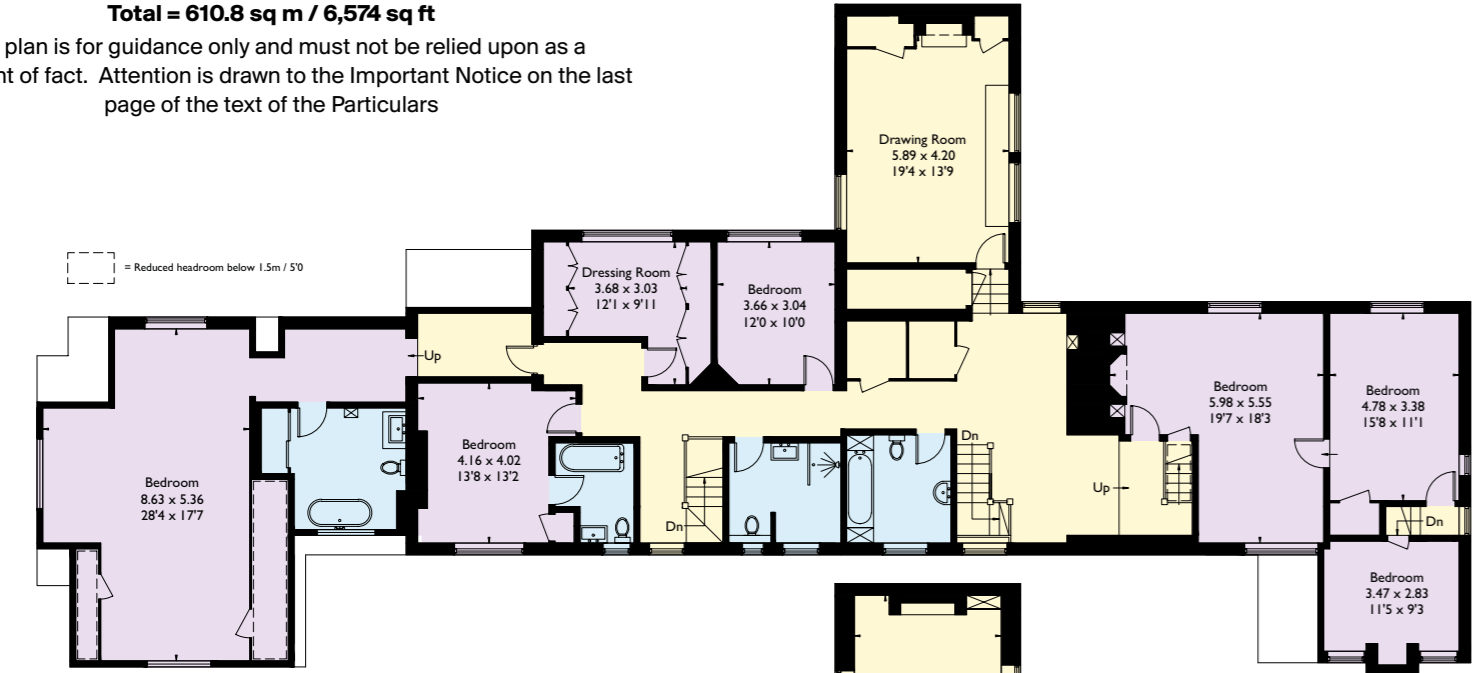 Total = 610.8 sq m / 6,574 sq ft
plan is for guidance only and must not be relied upon as a
nt of fact. Attention is drawn to the Important Notice on the last
page of the text of the Particulars
= Reduced headroom below 1.5m / 5'0
Drawing Room
5.89 x 4.20
19'4 x 13'9
Dressing Room
3.68 x 3.03
12'1 x 9'11
Bedroom
3.66 x 3.04
12'0 x 10'0
Up
Bedroom
8.63 x 5.36
28'4 x 17'7
Bedroom
4.16 x 4.02
13'8 x 13'2
Dn
Dn
Up
Bedroom
5.98 x 5.55
19'7 x 18'3
Bedroom
4.78 x 3.38
15'8 x 11'1
Dn
Bedroom
3.47 x 2.83
11'5 x 9'3